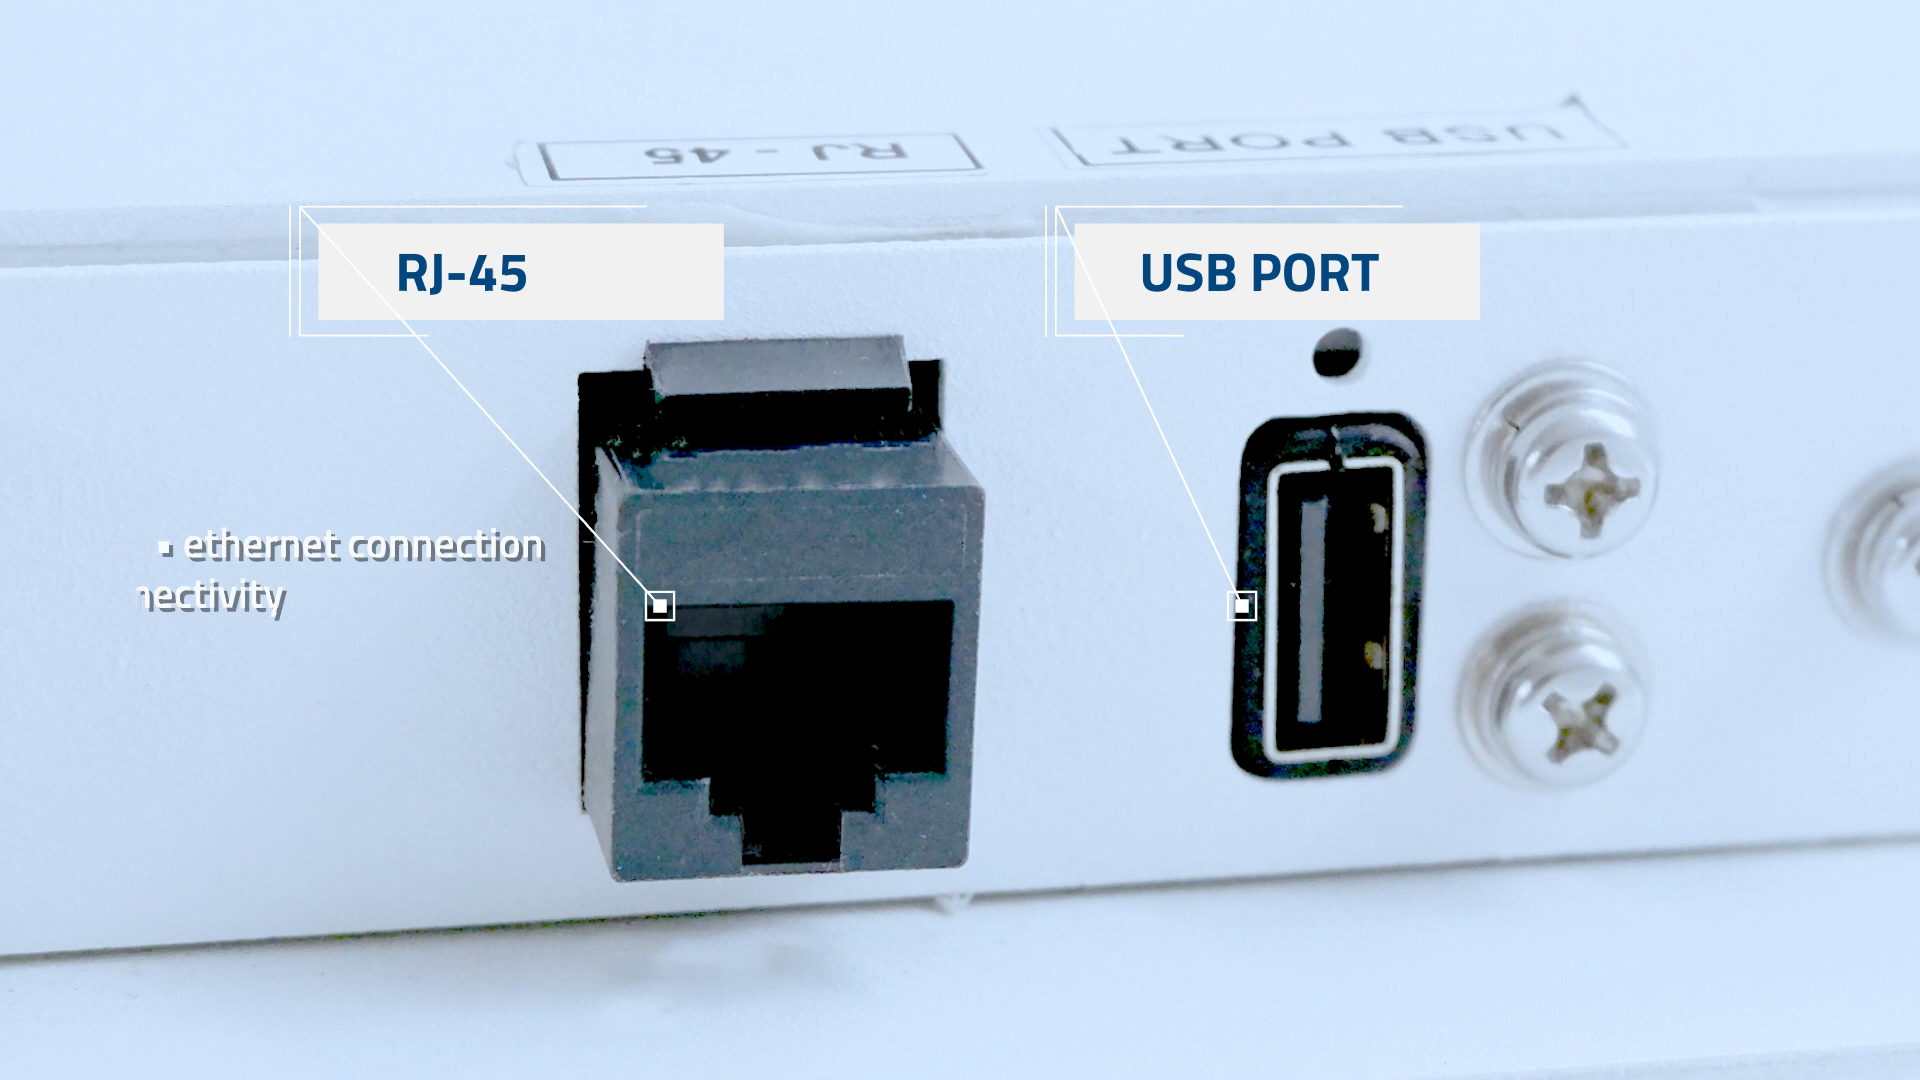 RJ - 45
USB PORT
RJ-45
USB PORT
▪ ethernet connection
nectivity